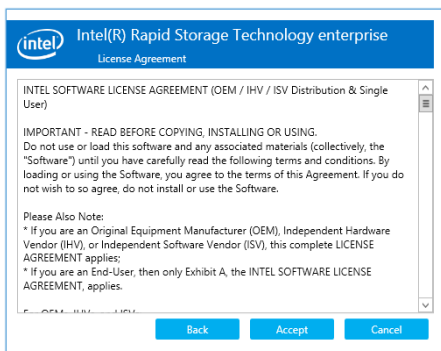 intel
Intel(R) Rapid Storage Technology enterprise
License Agreement
INTEL SOFTWARE LICENSE AGREEMENT (OEM / IHV / ISV Distribution & Single
User)
IMPORTANT - READ BEFORE COPYING, INSTALLING OR USING.
Do not use or load this software and any associated materials (collectively, the
"Software") until you have carefully read the following terms and conditions. By
loading or using the Software, you agree to the terms of this Agreement. If you do
not wish to so agree, do not install or use the Software.
Please Also Note:
* If you are an Original Equipment Manufacturer (OEM), Independent Hardware
Vendor (IHV), or Independent Software Vendor (ISV), this complete LICENSE
AGREEMENT applies;
* If you are an End-User, then only Exhibit A, the INTEL SOFTWARE LICENSE
AGREEMENT, applies.
Back Accept Cancel